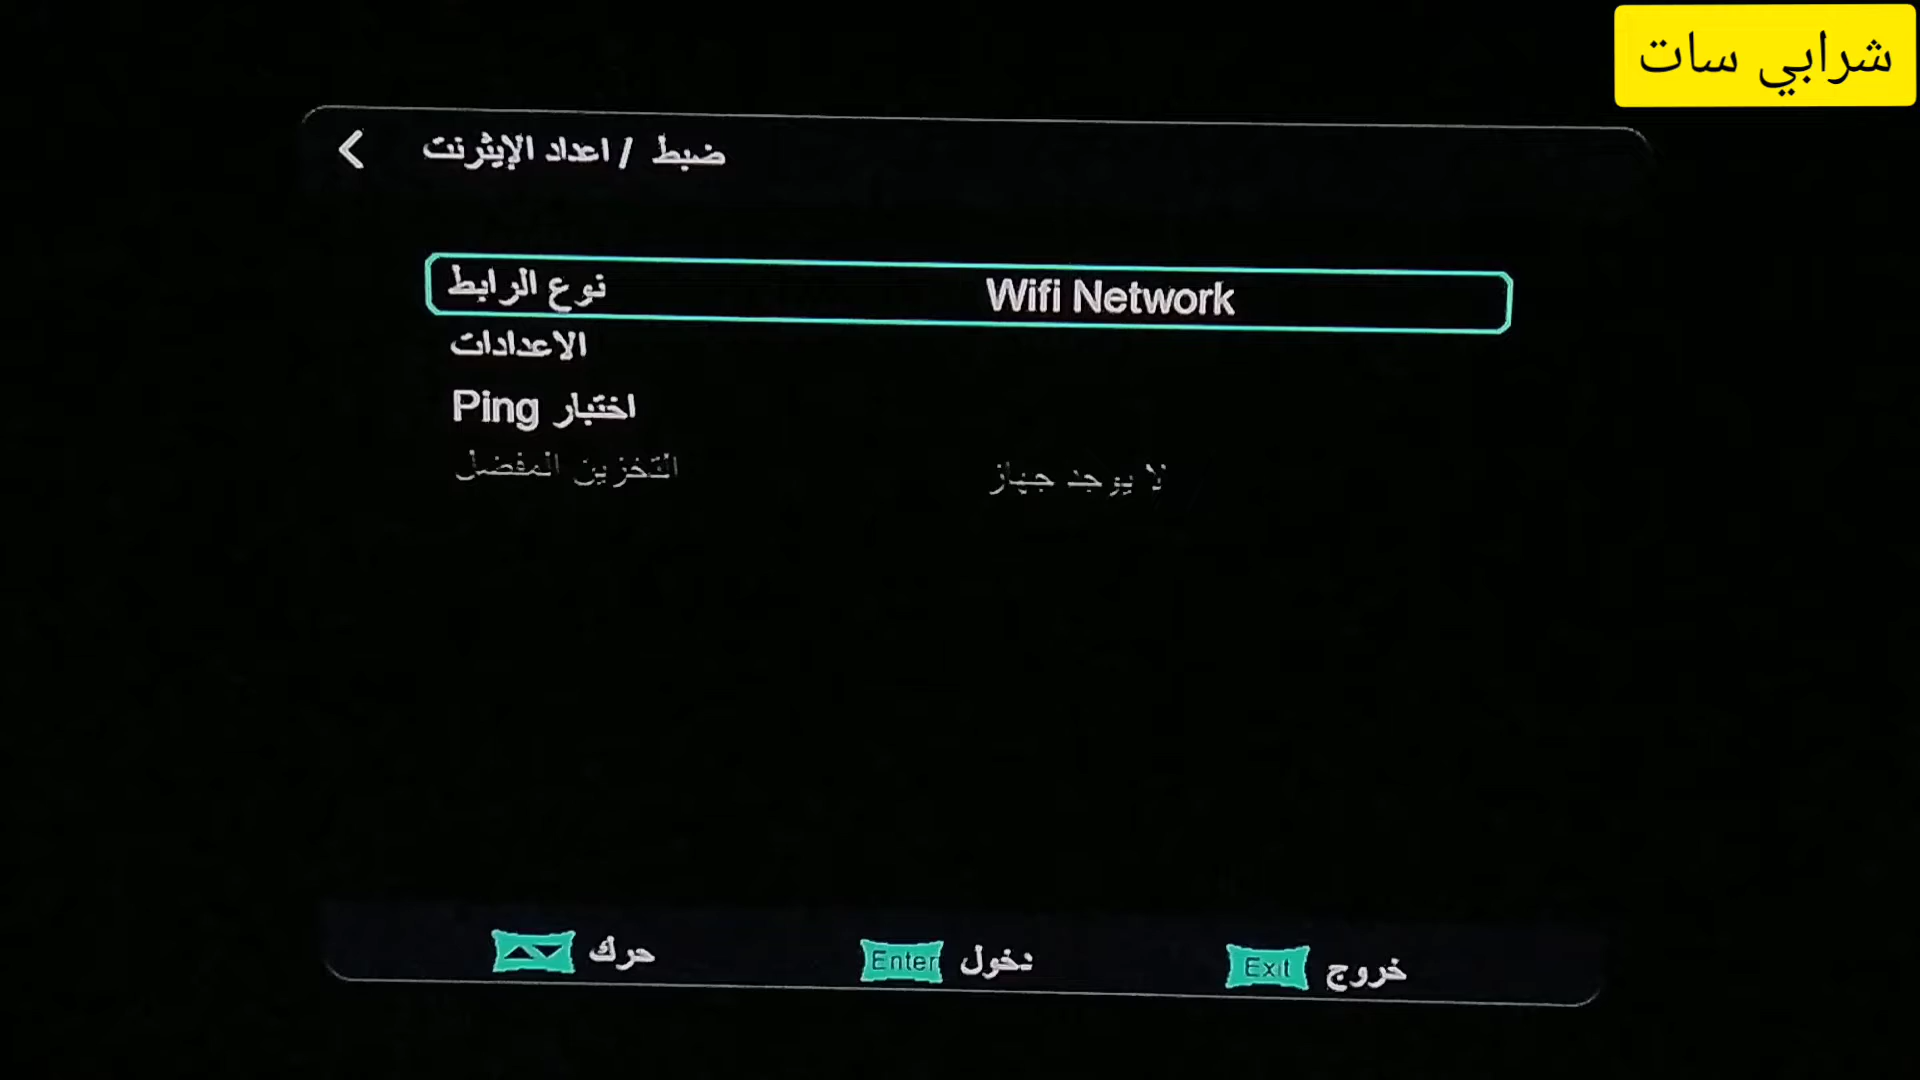 شرابي سات
ضبط / اعداد الإيثرنت
نوع الرابط Wifi Network
الاعدادات
اختبار Ping
التخزين المفضل لا يوجد جهاز
حرك Enter دخول Exit خروج